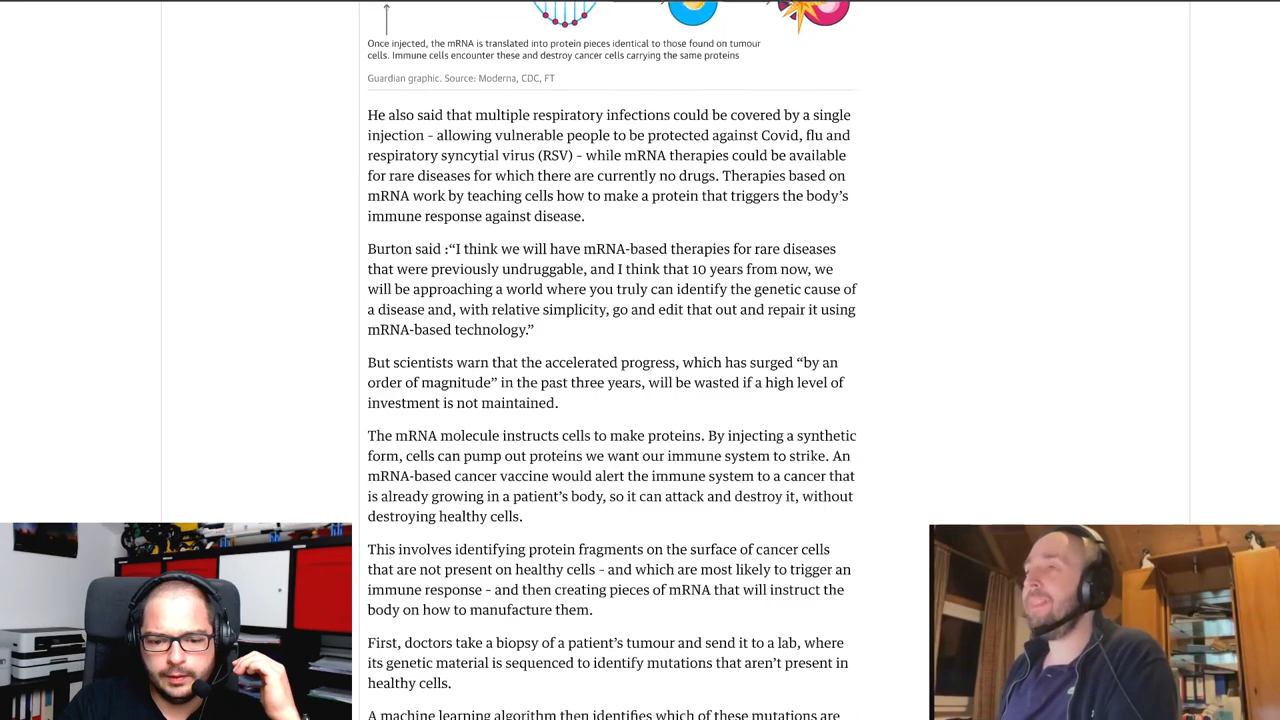 Once injected, the mRNA is translated into protein pieces identical to those found on tumour
cells. Immune cells encounter these and destroy cancer cells carrying the same proteins
Guardian graphic. Source: Moderna, CDC, FT
He also said that multiple respiratory infections could be covered by a single
injection – allowing vulnerable people to be protected against Covid, flu and
respiratory syncytial virus (RSV) – while mRNA therapies could be available
for rare diseases for which there are currently no drugs. Therapies based on
mRNA work by teaching cells how to make a protein that triggers the body’s
immune response against disease.
Burton said :“I think we will have mRNA-based therapies for rare diseases
that were previously undruggable, and I think that 10 years from now, we
will be approaching a world where you truly can identify the genetic cause of
a disease and, with relative simplicity, go and edit that out and repair it using
mRNA-based technology.”
But scientists warn that the accelerated progress, which has surged “by an
order of magnitude” in the past three years, will be wasted if a high level of
investment is not maintained.
The mRNA molecule instructs cells to make proteins. By injecting a synthetic
form, cells can pump out proteins we want our immune system to strike. An
mRNA-based cancer vaccine would alert the immune system to a cancer that
is already growing in a patient’s body, so it can attack and destroy it, without
destroying healthy cells.
This involves identifying protein fragments on the surface of cancer cells
that are not present on healthy cells – and which are most likely to trigger an
immune response – and then creating pieces of mRNA that will instruct the
body on how to manufacture them.
First, doctors take a biopsy of a patient’s tumour and send it to a lab, where
its genetic material is sequenced to identify mutations that aren’t present in
healthy cells.
A machine learning algorithm then identifies which of these mutations are